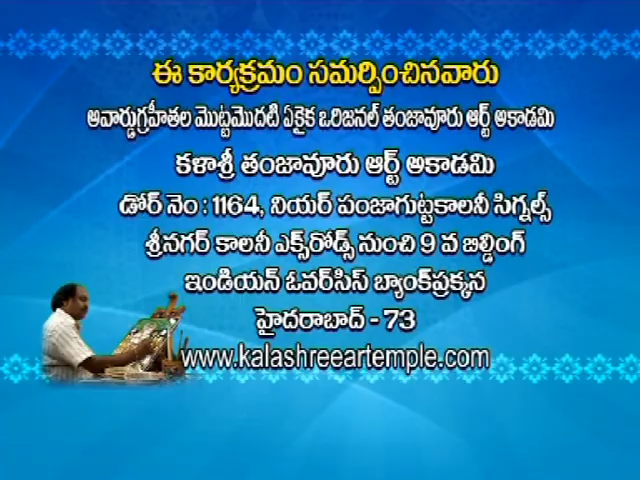 ఈ కార్యక్రమం సమర్పించినవారు
అవార్డుగ్రహీతల మొట్టమొదటి ఏకైక ఒరిజనల్ తంజావూరు ఆర్ట్ అకాడమి
కళాశ్రీ తంజావూరు ఆర్ట్ అకాడమి
డోర్ నెం : 1164, నియర్ పంజాగుట్టకాలనీ సిగ్నల్స్
శ్రీనగర్ కాలనీ ఎక్స్‌రోడ్స్ నుంచి 9 వ బిల్డింగ్
ఇండియన్ ఓవర్‌సిస్ బ్యాంక్‌ప్రక్కన
హైదరాబాద్ - 73
www.kalashreeartemple.com